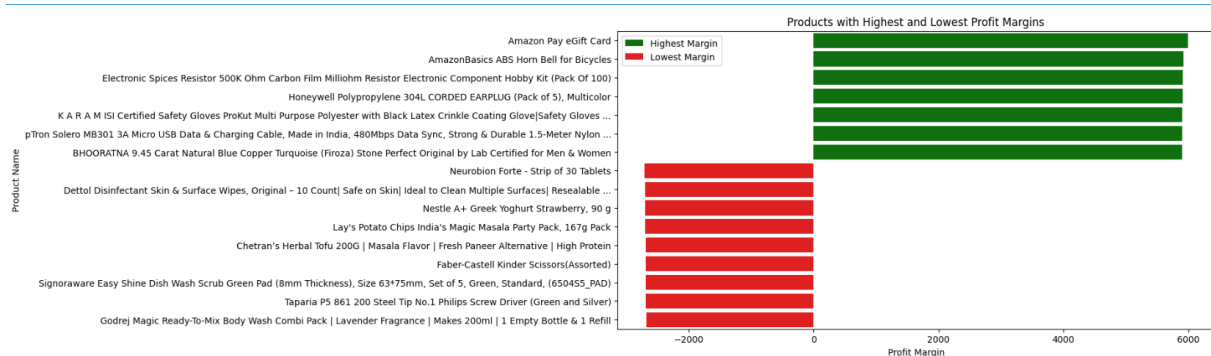 Products with Highest and Lowest Profit Margins
Amazon Pay eGift Card
AmazonBasics ABS Horn Bell for Bicycles
Electronic Spices Resistor 500K Ohm Carbon Film Milliohm Resistor Electronic Component Hobby Kit (Pack Of 100)
Honeywell Polypropylene 304L CORDED EARPLUG (Pack of 5), Multicolor
K A R A M ISI Certified Safety Gloves ProKut Multi Purpose Polyester with Black Latex Crinkle Coating Glove|Safety Gloves ...
pTron Solero MB301 3A Micro USB Data & Charging Cable, Made in India, 480Mbps Data Sync, Strong & Durable 1.5-Meter Nylon ...
BHOORATNA 9.45 Carat Natural Blue Copper Turquoise (Firoza) Stone Perfect Original by Lab Certified for Men & Women
Neurobion Forte - Strip of 30 Tablets
Dettol Disinfectant Skin & Surface Wipes, Original – 10 Count| Safe on Skin| Ideal to Clean Multiple Surfaces| Resealable ...
Nestle A+ Greek Yoghurt Strawberry, 90 g
Lay's Potato Chips India's Magic Masala Party Pack, 167g Pack
Chetran’s Herbal Tofu 200G | Masala Flavor | Fresh Paneer Alternative | High Protein
Faber-Castell Kinder Scissors(Assorted)
Signoraware Easy Shine Dish Wash Scrub Green Pad (8mm Thickness), Size 63*75mm, Set of 5, Green, Standard, (6504S5_PAD)
Taparia P5 861 200 Steel Tip No.1 Philips Screw Driver (Green and Silver)
Godrej Magic Ready-To-Mix Body Wash Combi Pack | Lavender Fragrance | Makes 200ml | 1 Empty Bottle & 1 Refill
Product Name
Highest Margin
Lowest Margin
−2000 0 2000 4000 6000
Profit Margin